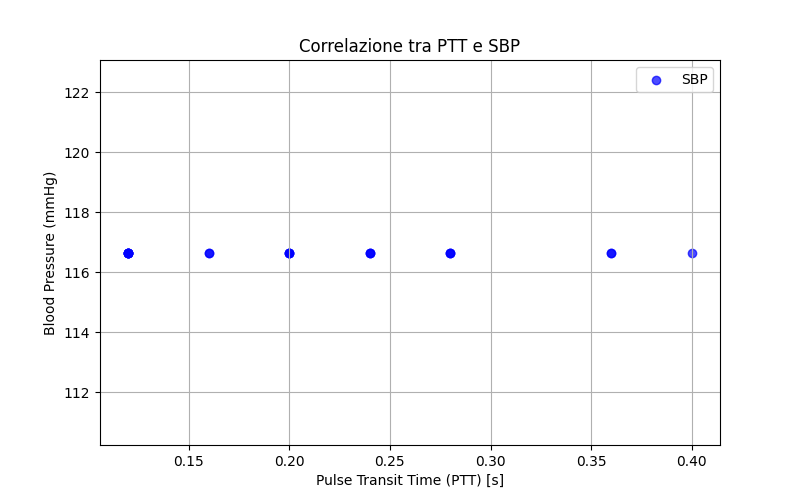 Correlazione tra PTT e SBP
SBP
Blood Pressure (mmHg)
122
120
118
116
114
112
0.15 0.20 0.25 0.30 0.35 0.40
Pulse Transit Time (PTT) [s]